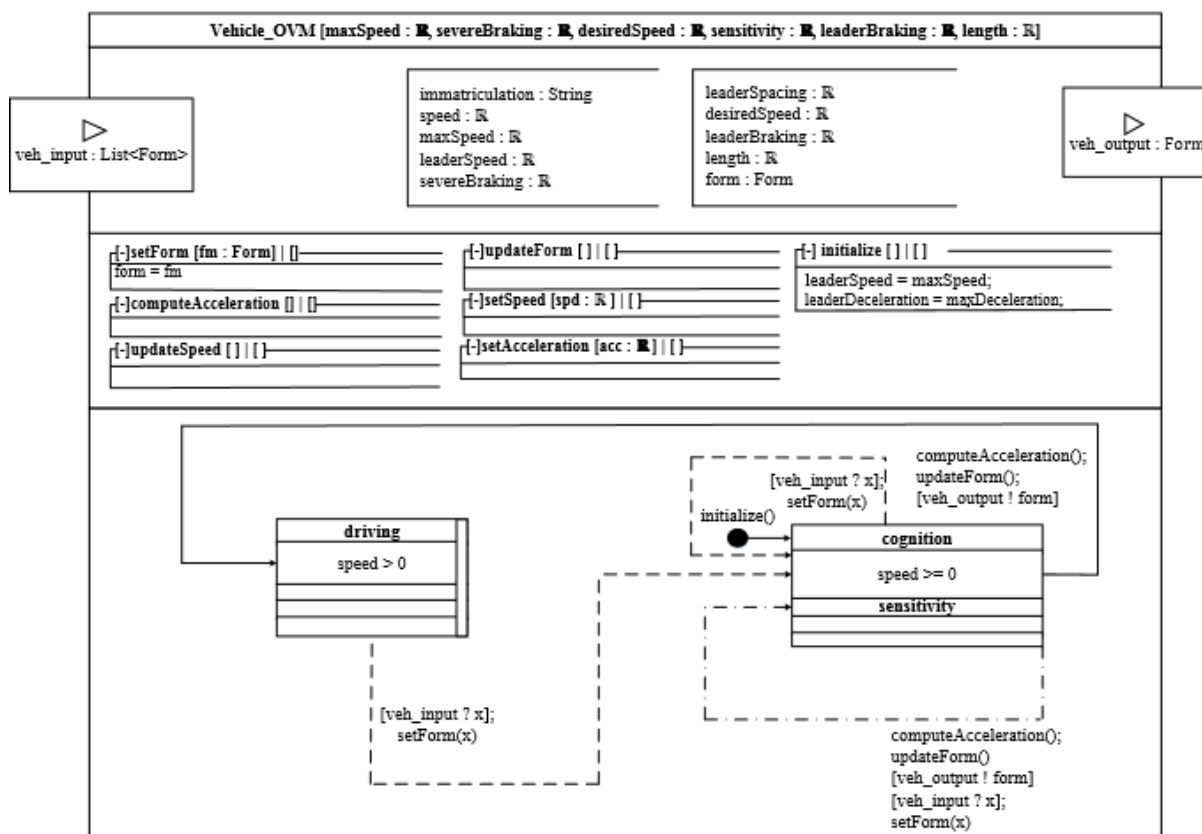 Vehicle_OVM [maxSpeed : ℝ, severeBraking : ℝ, desiredSpeed : ℝ, sensitivity : ℝ, leaderBraking : ℝ, length : ℝ]
veh_input : List<Form>
immatriculation : String
speed : ℝ
maxSpeed : ℝ
leaderSpeed : ℝ
severeBraking : ℝ
leaderSpacing : ℝ
desiredSpeed : ℝ
leaderBraking : ℝ
length : ℝ
form : Form
veh_output : Form
[-]setForm [fm : Form] | []
form = fm
[-]computeAcceleration [] | []
[-]updateSpeed [ ] | [ ]
[-]updateForm [ ] | [ ]
[-]setSpeed [spd : ℝ ] | [ ]
[-]setAcceleration [acc : ℝ ] | [ ]
[-] initialize [ ] | [ ]
leaderSpeed = maxSpeed;
leaderDeceleration = maxDeceleration;
computeAcceleration();
updateForm();
[veh_output ! form]
[veh_input ? x];
setForm(x)
initialize()
driving
speed > 0
cognition
speed >= 0
sensitivity
[veh_input ? x];
setForm(x)
computeAcceleration();
updateForm()
[veh_output ! form]
[veh_input ? x];
setForm(x)